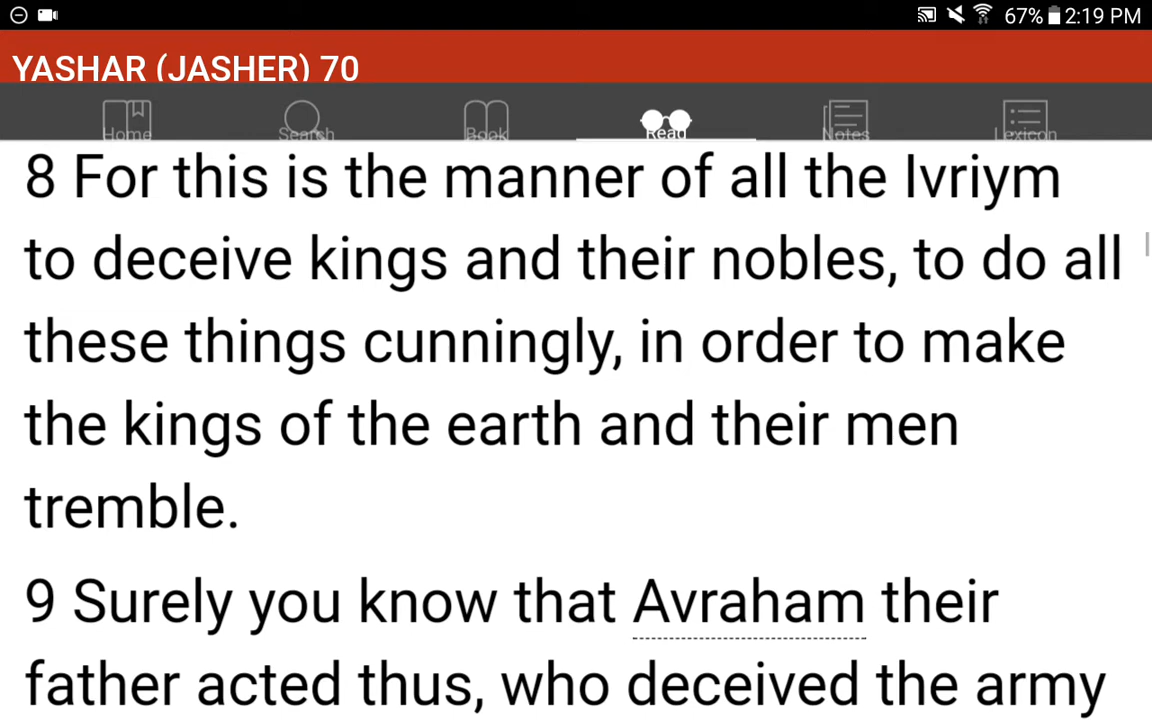 67% 2:19 PM
YASHAR (JASHER) 70
Home Search Book Read Notes Lexicon
8 For this is the manner of all the Ivriym
to deceive kings and their nobles, to do all
these things cunningly, in order to make
the kings of the earth and their men
tremble.
9 Surely you know that Avraham their
father acted thus, who deceived the army